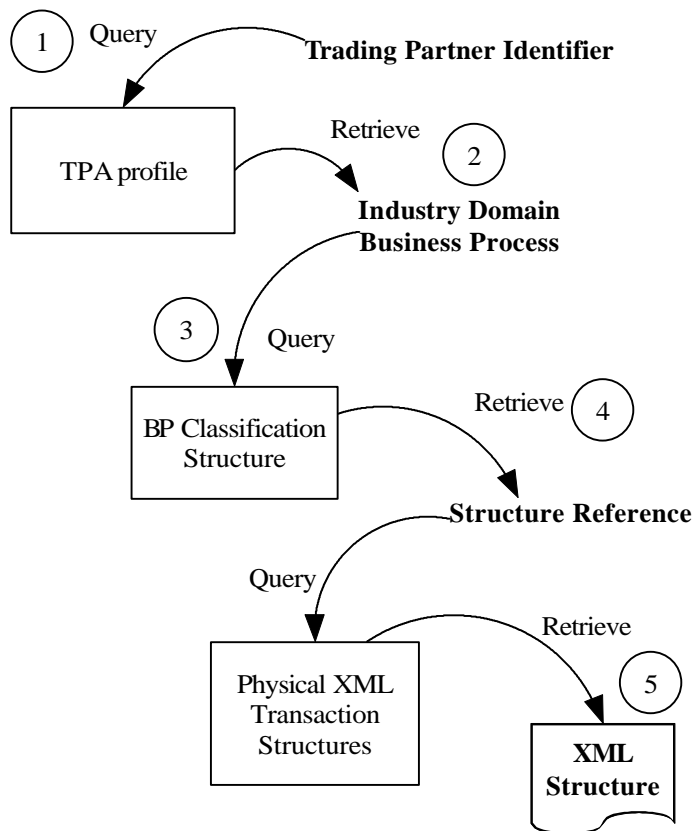 1
Query
Trading Partner Identifier
TPA profile
Retrieve
2
Industry Domain
Business Process
3
Query
BP Classification
Structure
Retrieve
4
Structure Reference
Query
Physical XML
Transaction
Structures
Retrieve
5
XML
Structure